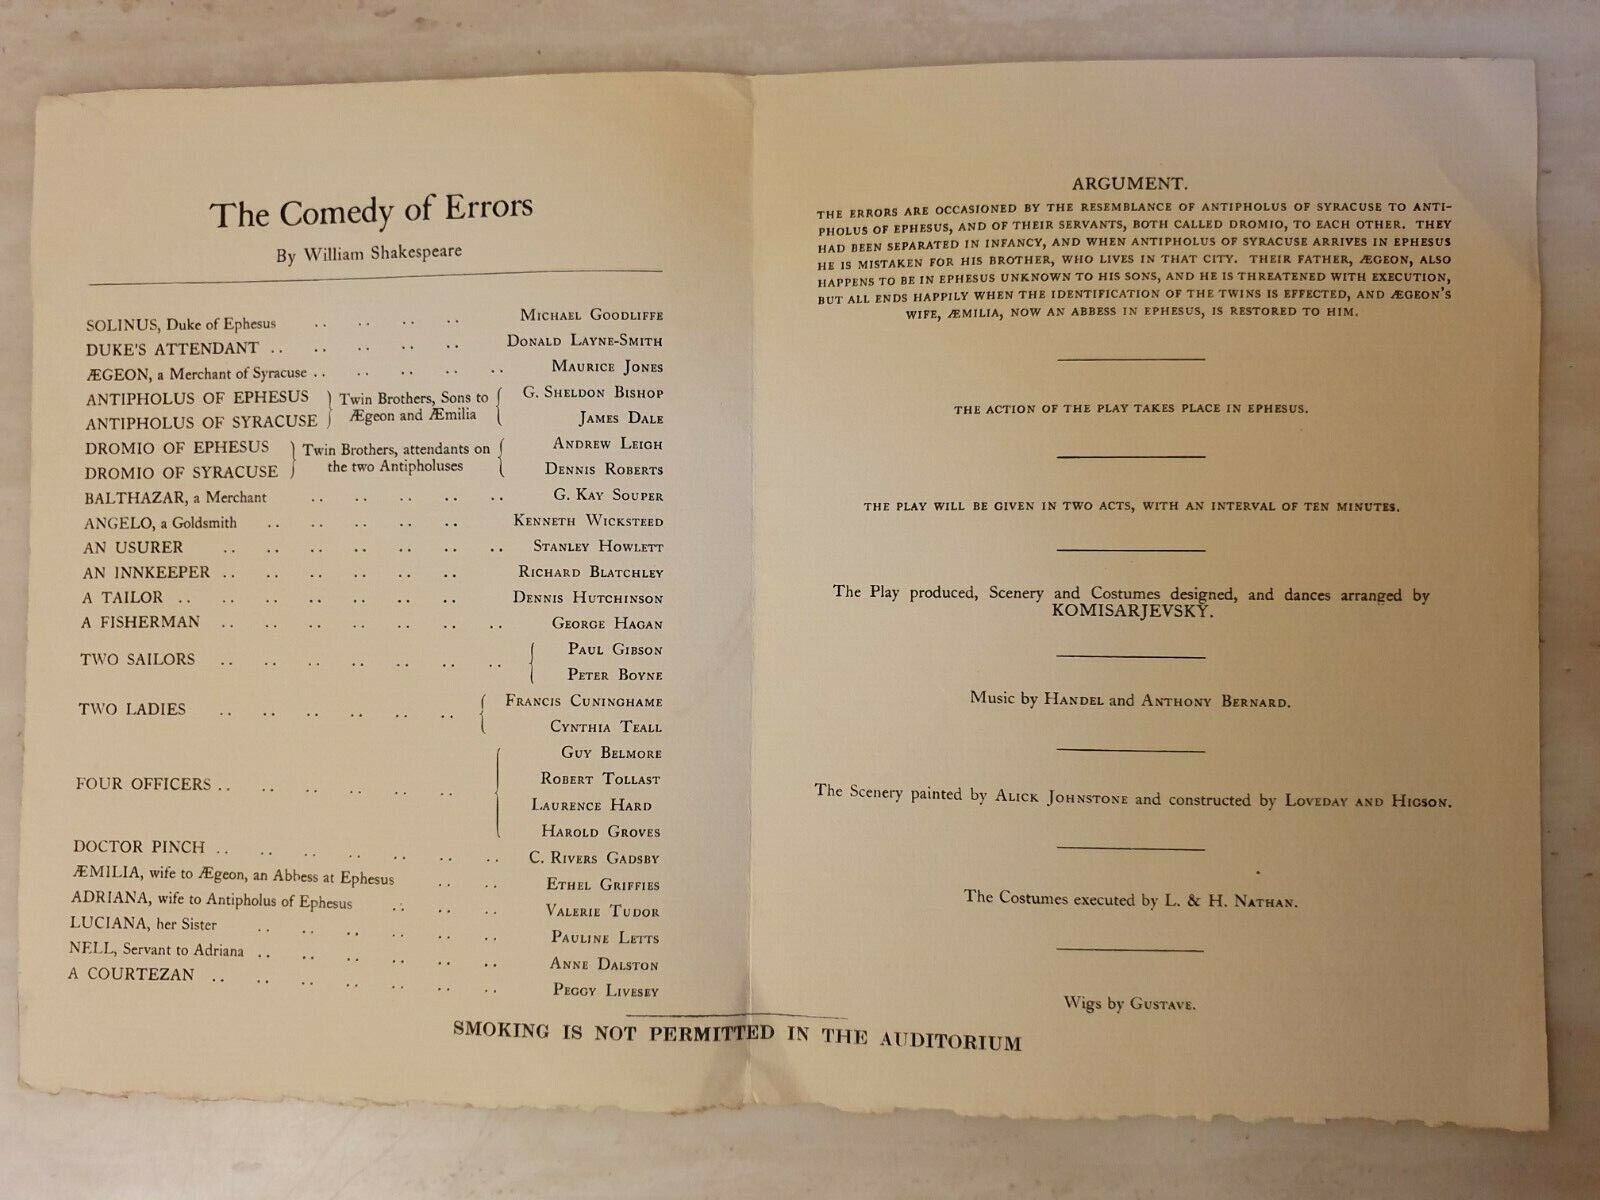 The Comedy of Errors
By William Shakespeare
SOLINUS, Duke of Ephesus .. .. .. .. MICHAEL GOODLIFFE
DUKE'S ATTENDANT .. .. .. .. .. DONALD LAYNE-SMITH
ÆGEON, a Merchant of Syracuse .. .. .. .. .. MAURICE JONES
ANTIPHOLUS OF EPHESUS } Twin Brothers, Sons to { G. SHELDON BISHOP
ANTIPHOLUS OF SYRACUSE } Ægeon and Æmilia { JAMES DALE
DROMIO OF EPHESUS } Twin Brothers, attendants on { ANDREW LEIGH
DROMIO OF SYRACUSE } the two Antipholuses { DENNIS ROBERTS
BALTHAZAR, a Merchant .. .. .. .. .. G. KAY SOUPER
ANGELO, a Goldsmith .. .. .. .. .. KENNETH WICKSTEED
AN USURER .. .. .. .. .. .. .. STANLEY HOWLETT
AN INNKEEPER .. .. .. .. .. .. RICHARD BLATCHLEY
A TAILOR .. .. .. .. .. .. .. DENNIS HUTCHINSON
A FISHERMAN .. .. .. .. .. .. .. GEORGE HAGAN
TWO SAILORS .. .. .. .. .. .. .. { PAUL GIBSON
PETER BOYNE
TWO LADIES .. .. .. .. .. .. { FRANCIS CUNINGHAME
CYNTHIA TEALL
FOUR OFFICERS .. .. .. .. .. .. { GUY BELMORE
ROBERT TOLLAST
LAURENCE HARD
HAROLD GROVES
DOCTOR PINCH .. .. .. .. .. .. .. C. RIVERS GADSBY
ÆMILIA, wife to Ægeon, an Abbess at Ephesus .. .. ETHEL GRIFFIES
ADRIANA, wife to Antipholus of Ephesus .. .. .. VALERIE TUDOR
LUCIANA, her Sister .. .. .. .. .. .. PAULINE LETTS
NELL, Servant to Adriana .. .. .. .. .. .. ANNE DALSTON
A COURTEZAN .. .. .. .. .. .. .. PEGGY LIVESEY
ARGUMENT.
THE ERRORS ARE OCCASIONED BY THE RESEMBLANCE OF ANTIPHOLUS OF SYRACUSE TO ANTI-
PHOLUS OF EPHESUS, AND OF THEIR SERVANTS, BOTH CALLED DROMIO, TO EACH OTHER. THEY
HAD BEEN SEPARATED IN INFANCY, AND WHEN ANTIPHOLUS OF SYRACUSE ARRIVES IN EPHESUS
HE IS MISTAKEN FOR HIS BROTHER, WHO LIVES IN THAT CITY. THEIR FATHER, ÆGEON, ALSO
HAPPENS TO BE IN EPHESUS UNKNOWN TO HIS SONS, AND HE IS THREATENED WITH EXECUTION,
BUT ALL ENDS HAPPILY WHEN THE IDENTIFICATION OF THE TWINS IS EFFECTED, AND ÆGEON'S
WIFE, ÆMILIA, NOW AN ABBESS IN EPHESUS, IS RESTORED TO HIM.
THE ACTION OF THE PLAY TAKES PLACE IN EPHESUS.
THE PLAY WILL BE GIVEN IN TWO ACTS, WITH AN INTERVAL OF TEN MINUTES.
The Play produced, Scenery and Costumes designed, and dances arranged by
KOMISARJEVSKY.
Music by HANDEL and ANTHONY BERNARD.
The Scenery painted by ALICK JOHNSTONE and constructed by LOVEDAY AND HIGSON.
The Costumes executed by L. & H. NATHAN.
Wigs by GUSTAVE.
SMOKING IS NOT PERMITTED IN THE AUDITORIUM